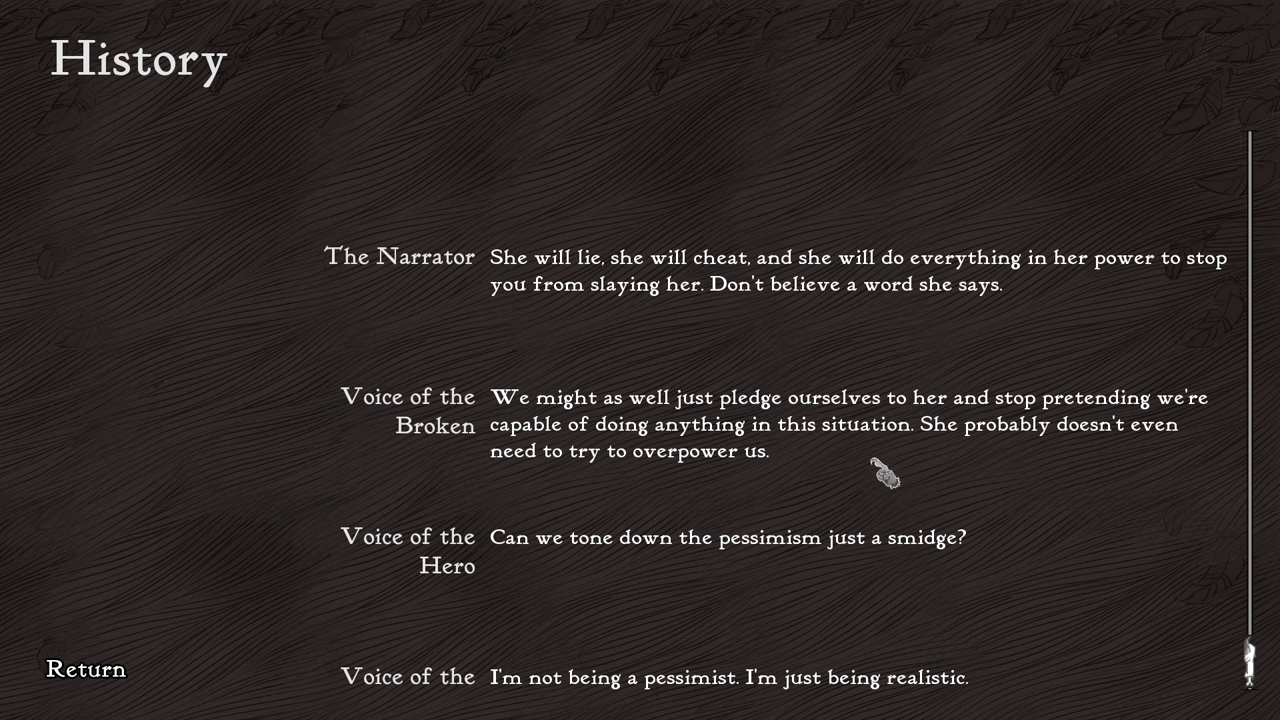 History
The Narrator She will lie, she will cheat, and she will do everything in her power to stop
you from slaying her. Don't believe a word she says.
Voice of the We might as well just pledge ourselves to her and stop pretending we're
Broken capable of doing anything in this situation. She probably doesn't even
need to try to overpower us.
Voice of the Can we tone down the pessimism just a smidge?
Hero
Voice of the I'm not being a pessimist. I'm just being realistic.
Return